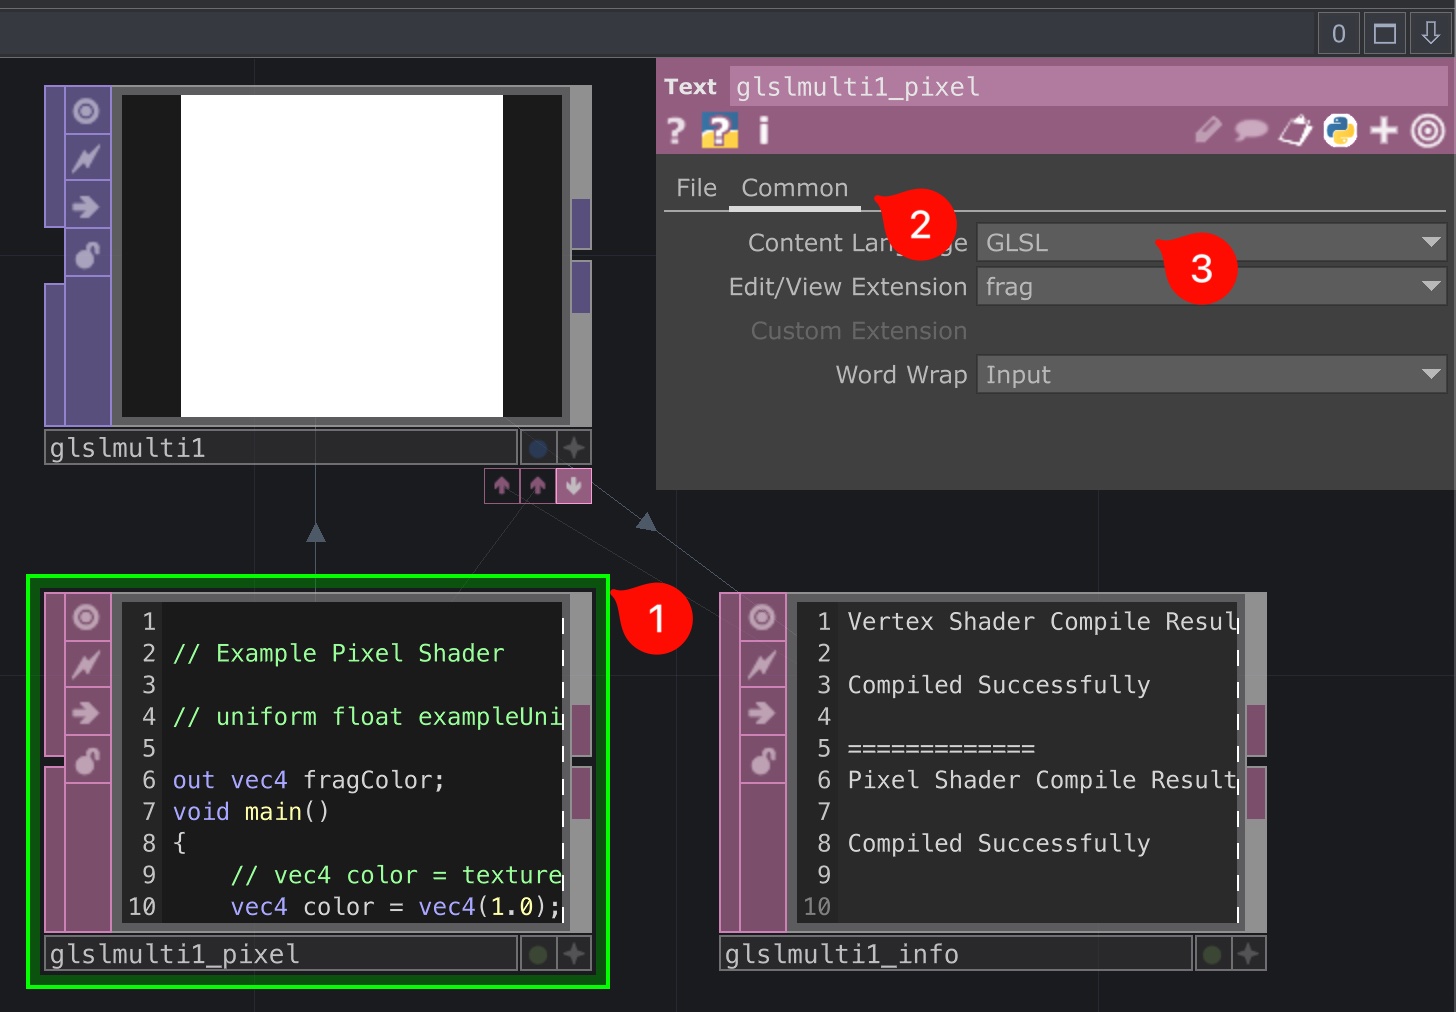 0
Text glslmulti1_pixel
? ? i
File Common
2
Content Language GLSL
3
Edit/View Extension frag
Custom Extension
Word Wrap Input
glslmulti1
1
1
2 // Example Pixel Shader
3
4 // uniform float exampleUni
5
6 out vec4 fragColor;
7 void main()
8 {
9 // vec4 color = texture
10 vec4 color = vec4(1.0);
glslmulti1_pixel
1 Vertex Shader Compile Resul
2
3 Compiled Successfully
4
5 =============
6 Pixel Shader Compile Result
7
8 Compiled Successfully
9
10
glslmulti1_info